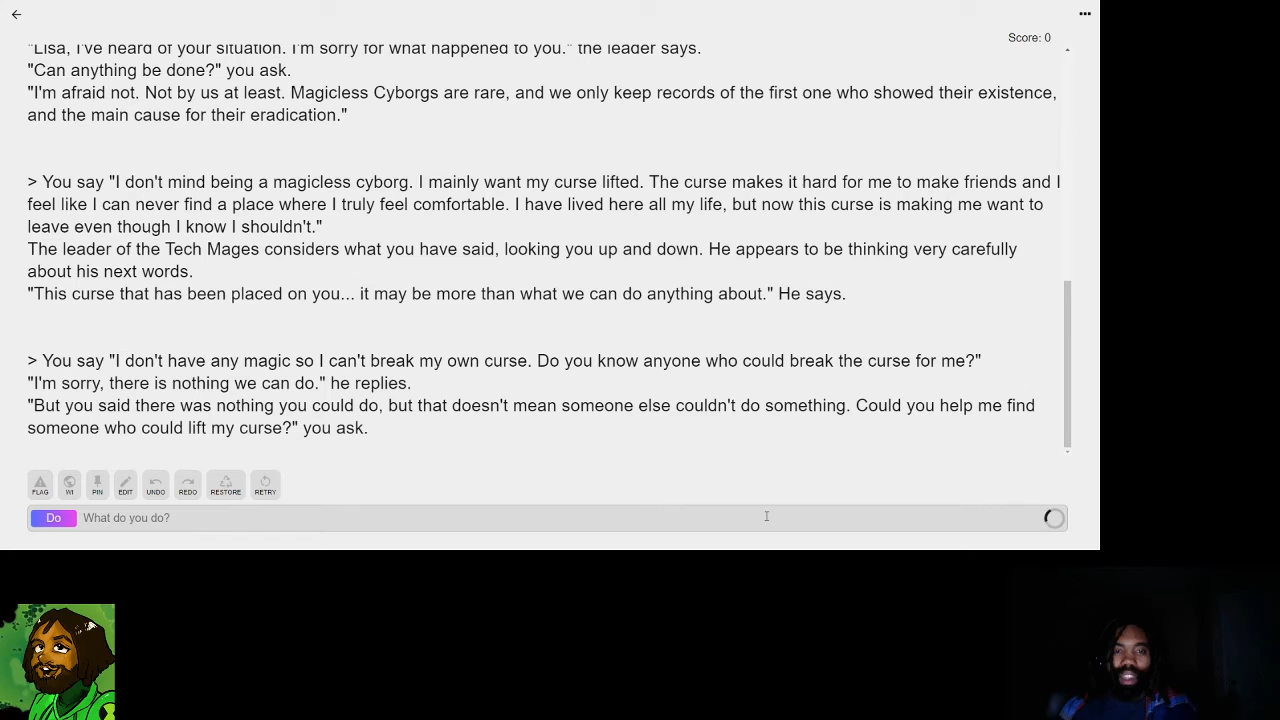 Score: 0
"Lisa, I've heard of your situation. I'm sorry for what happened to you." the leader says.
"Can anything be done?" you ask.
"I'm afraid not. Not by us at least. Magicless Cyborgs are rare, and we only keep records of the first one who showed their existence,
and the main cause for their eradication."
> You say "I don't mind being a magicless cyborg. I mainly want my curse lifted. The curse makes it hard for me to make friends and I
feel like I can never find a place where I truly feel comfortable. I have lived here all my life, but now this curse is making me want to
leave even though I know I shouldn't."
The leader of the Tech Mages considers what you have said, looking you up and down. He appears to be thinking very carefully
about his next words.
"This curse that has been placed on you... it may be more than what we can do anything about." He says.
> You say "I don't have any magic so I can't break my own curse. Do you know anyone who could break the curse for me?"
"I'm sorry, there is nothing we can do." he replies.
"But you said there was nothing you could do, but that doesn't mean someone else couldn't do something. Could you help me find
someone who could lift my curse?" you ask.
FLAG WI PIN EDIT UNDO REDO RESTORE RETRY
Do What do you do?